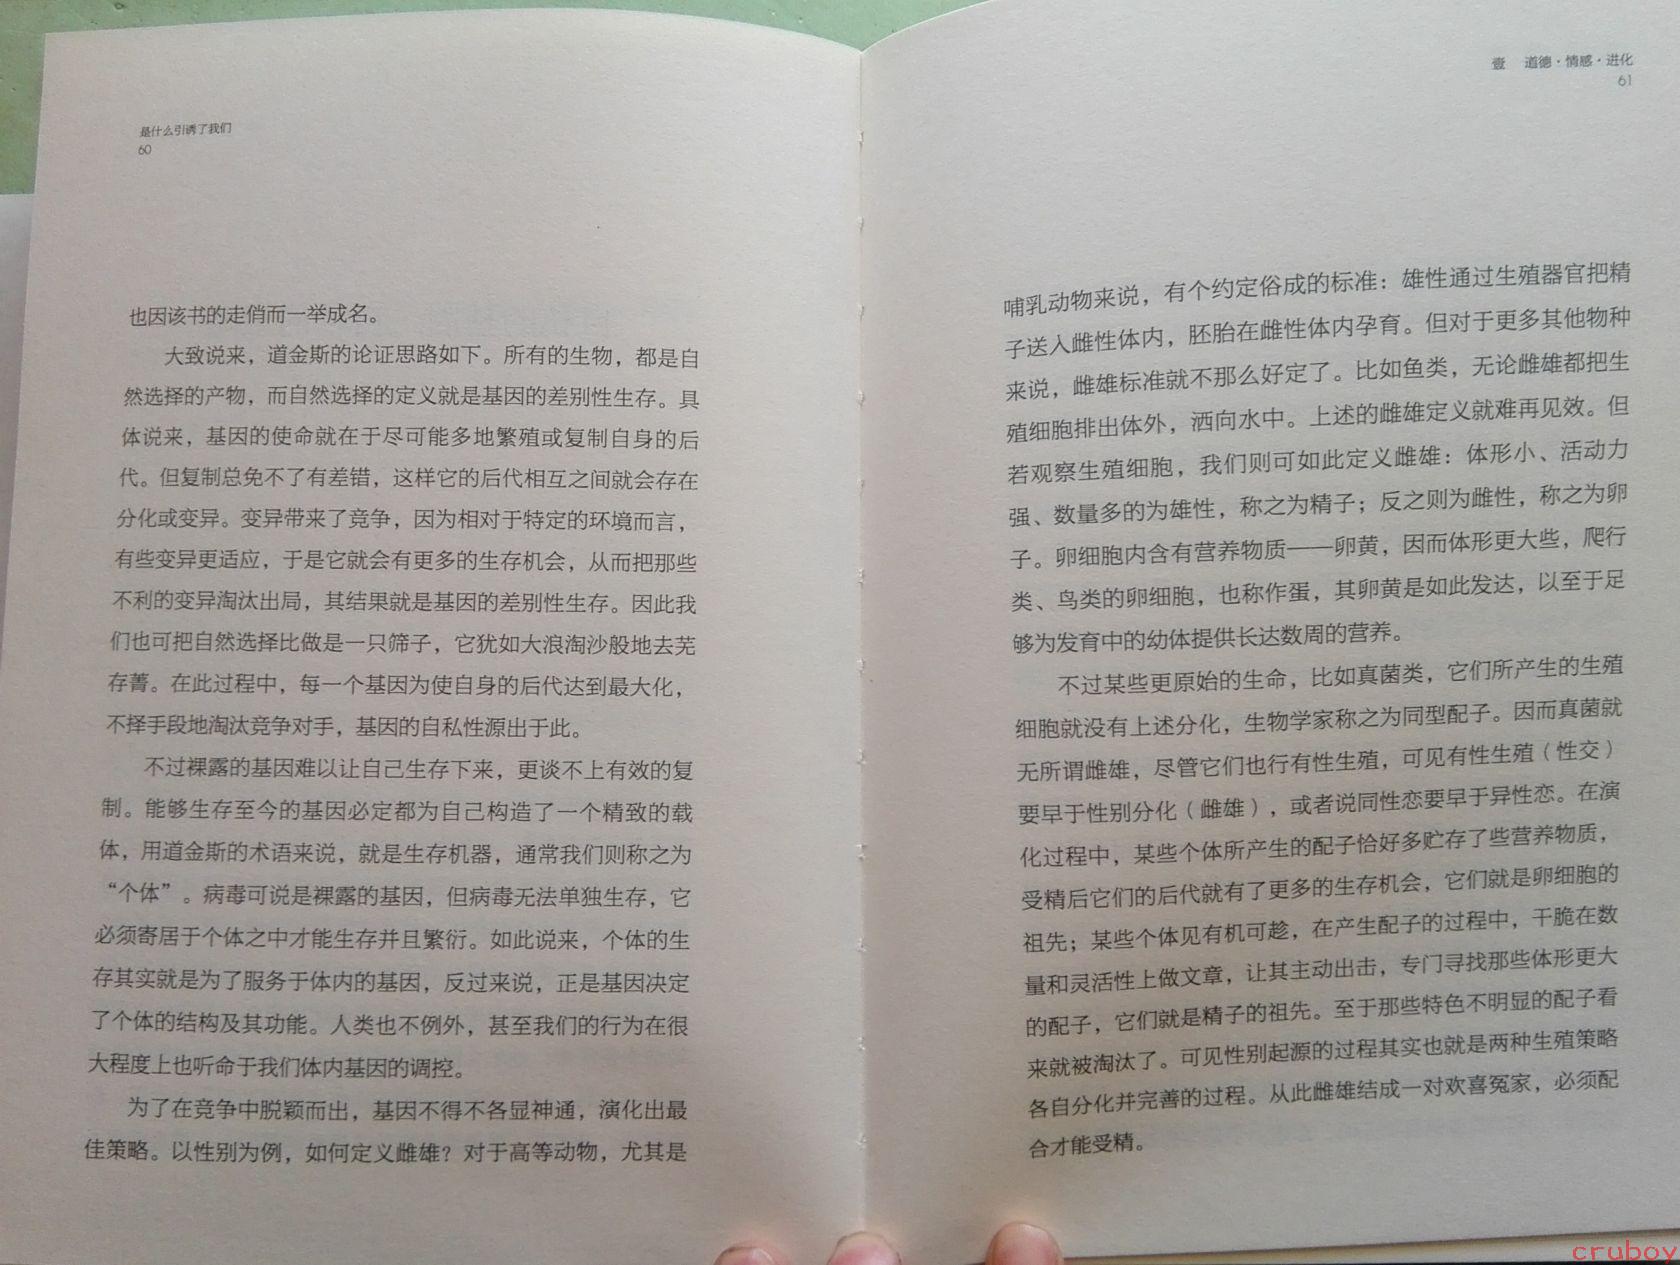 是什么引诱了我们
60
也因该书的走俏而一举成名。
大致说来，道金斯的论证思路如下。所有的生物，都是自
然选择的产物，而自然选择的定义就是基因的差别性生存。具
体说来，基因的使命就在于尽可能多地繁殖或复制自身的后
代。但复制总免不了有差错，这样它的后代相互之间就会存在
分化或变异。变异带来了竞争，因为相对于特定的环境而言，
有些变异更适应，于是它就会有更多的生存机会，从而把那些
不利的变异淘汰出局，其结果就是基因的差别性生存。因此我
们也可把自然选择比做是一只筛子，它犹如大浪淘沙般地去芜
存菁。在此过程中，每一个基因为使自身的后代达到最大化，
不择手段地淘汰竞争对手，基因的自私性源出于此。
不过裸露的基因难以让自己生存下来，更谈不上有效的复
制。能够生存至今的基因必定都为自己构造了一个精致的载
体，用道金斯的术语来说，就是生存机器，通常我们则称之为
“个体”。病毒可说是裸露的基因，但病毒无法单独生存，它
必须寄居于个体之中才能生存并且繁衍。如此说来，个体的生
存其实就是为了服务于体内的基因，反过来说，正是基因决定
了个体的结构及其功能。人类也不例外，甚至我们的行为在很
大程度上也听命于我们体内基因的调控。
为了在竞争中脱颖而出，基因不得不各显神通，演化出最
佳策略。以性别为例，如何定义雌雄？对于高等动物，尤其是
壹 道德·情感·进化
61
哺乳动物来说，有个约定俗成的标准：雄性通过生殖器官把精
子送入雌性体内，胚胎在雌性体内孕育。但对于更多其他物种
来说，雌雄标准就不那么好定了。比如鱼类，无论雌雄都把生
殖细胞排出体外，洒向水中。上述的雌雄定义就难再见效。但
若观察生殖细胞，我们则可如此定义雌雄：体形小、活动力
强、数量多的为雄性，称之为精子；反之则为雌性，称之为卵
子。卵细胞内含有营养物质——卵黄，因而体形更大些，爬行
类、鸟类的卵细胞，也称作蛋，其卵黄是如此发达，以至于足
够为发育中的幼体提供长达数周的营养。
不过某些更原始的生命，比如真菌类，它们所产生的生殖
细胞就没有上述分化，生物学家称之为同型配子。因而真菌就
无所谓雌雄，尽管它们也行有性生殖，可见有性生殖（性交）
要早于性别分化（雌雄），或者说同性恋要早于异性恋。在演
化过程中，某些个体所产生的配子恰好多贮存了些营养物质，
受精后它们的后代就有了更多的生存机会，它们就是卵细胞的
祖先；某些个体见有机可趁，在产生配子的过程中，干脆在数
量和灵活性上做文章，让其主动出击，专门寻找那些体形更大
的配子，它们就是精子的祖先。至于那些特色不明显的配子看
来就被淘汰了。可见性别起源的过程其实也就是两种生殖策略
各自分化并完善的过程。从此雌雄结成一对欢喜冤家，必须配
合才能受精。
cruboy